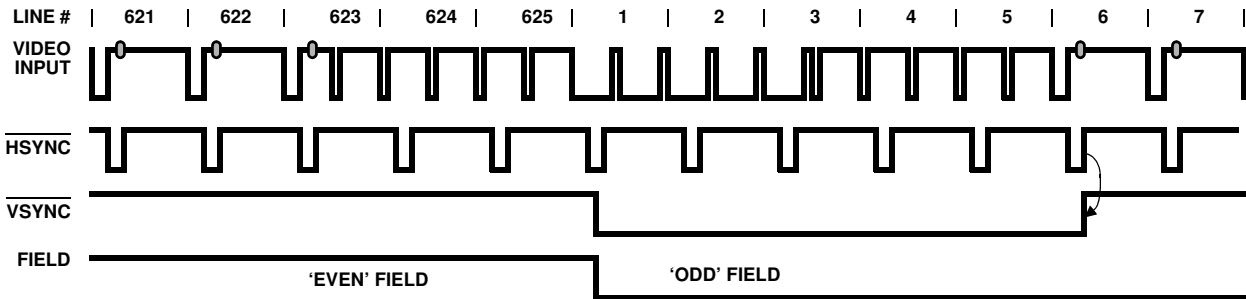 LINE # | 621 | 622 | 623 | 624 | 625 | 1 | 2 | 3 | 4 | 5 | 6 | 7 |
VIDEO
INPUT
HSYNC
VSYNC
FIELD
‘EVEN’ FIELD
‘ODD’ FIELD